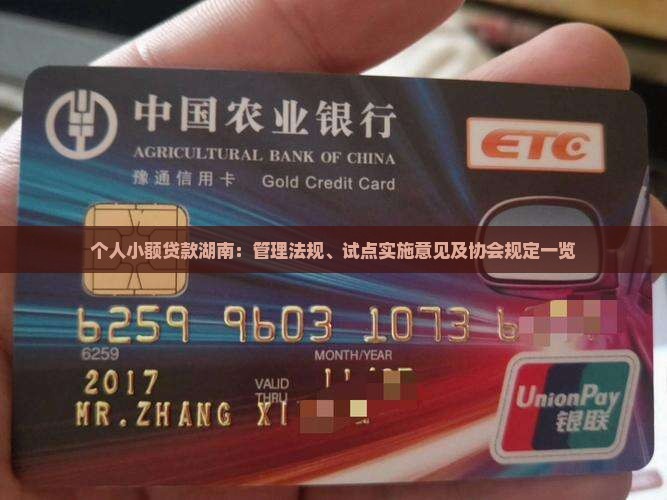 中国农业银行
ETC
AGRICULTURAL BANK OF CHINA
豫通信用卡 Gold Credit Card
个人小额贷款湖南：管理法规、试点实施意见及协会规定一览
6259 9603 1073
6259
MONTH/YEAR
2017 VALID THRU
MR.ZHANG XI
UnionPay
银联